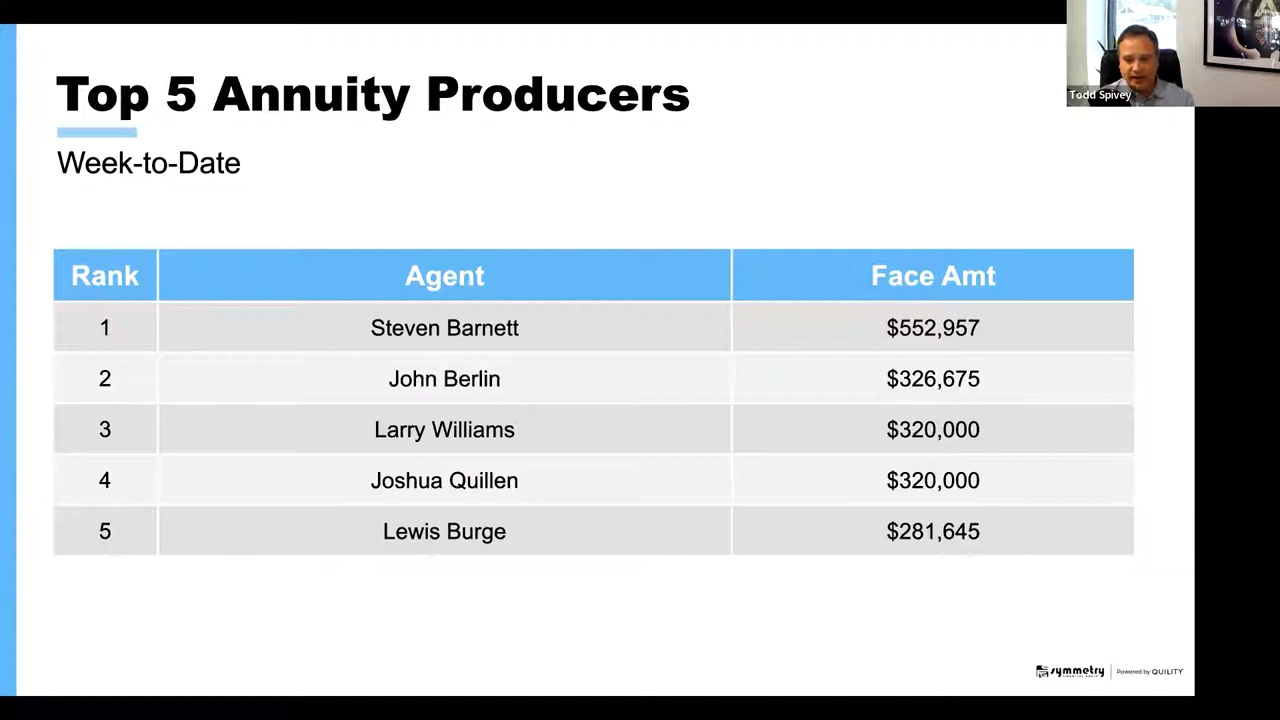 Top 5 Annuity Producers
Todd Spivey
Week-to-Date
Rank Agent Face Amt
1 Steven Barnett $552,957
2 John Berlin $326,675
3 Larry Williams $320,000
4 Joshua Quillen $320,000
5 Lewis Burge $281,645
symmetry
FINANCIAL GROUP
Powered by QUILITY